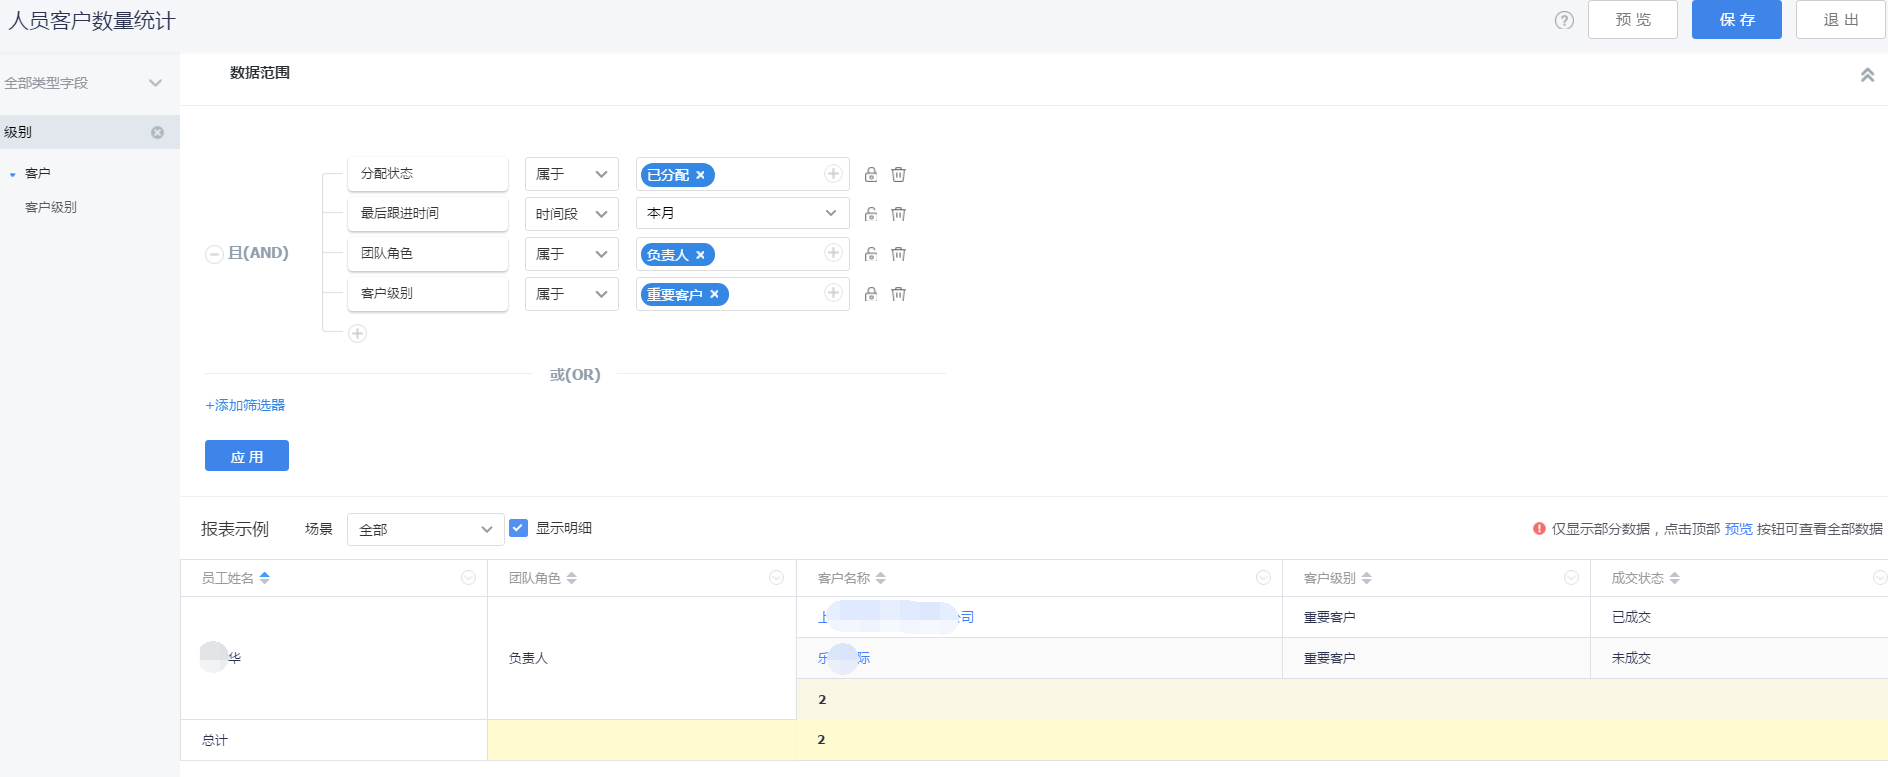 人员客户数量统计
预 览
保 存
退 出
全部类型字段
级别
客户
客户级别
数据范围
且(AND)
分配状态 属于 已分配
最后跟进时间 时间段 本月
团队角色 属于 负责人
客户级别 属于 重要客户
或(OR)
+添加筛选器
应 用
报表示例 场景 全部 显示明细 仅显示部分数据，点击顶部 预览 按钮可查看全部数据
员工姓名 团队角色 客户名称 客户级别 成交状态
上 公司 重要客户 已成交
华 负责人 乐 际 重要客户 未成交
2
总计 2